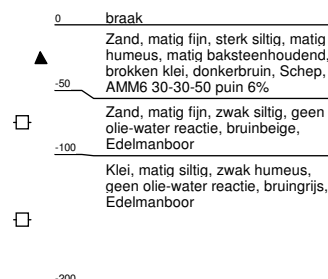 0 braak
Zand, matig fijn, sterk siltig, matig
humeus, matig baksteenhoudend,
brokken klei, donkerbruin, Schep,
-50 AMM6 30-30-50 puin 6%
Zand, matig fijn, zwak siltig, geen
olie-water reactie, bruinbeige,
Edelmanboor
-100
Klei, matig siltig, zwak humeus,
geen olie-water reactie, bruingrijs,
Edelmanboor
-200